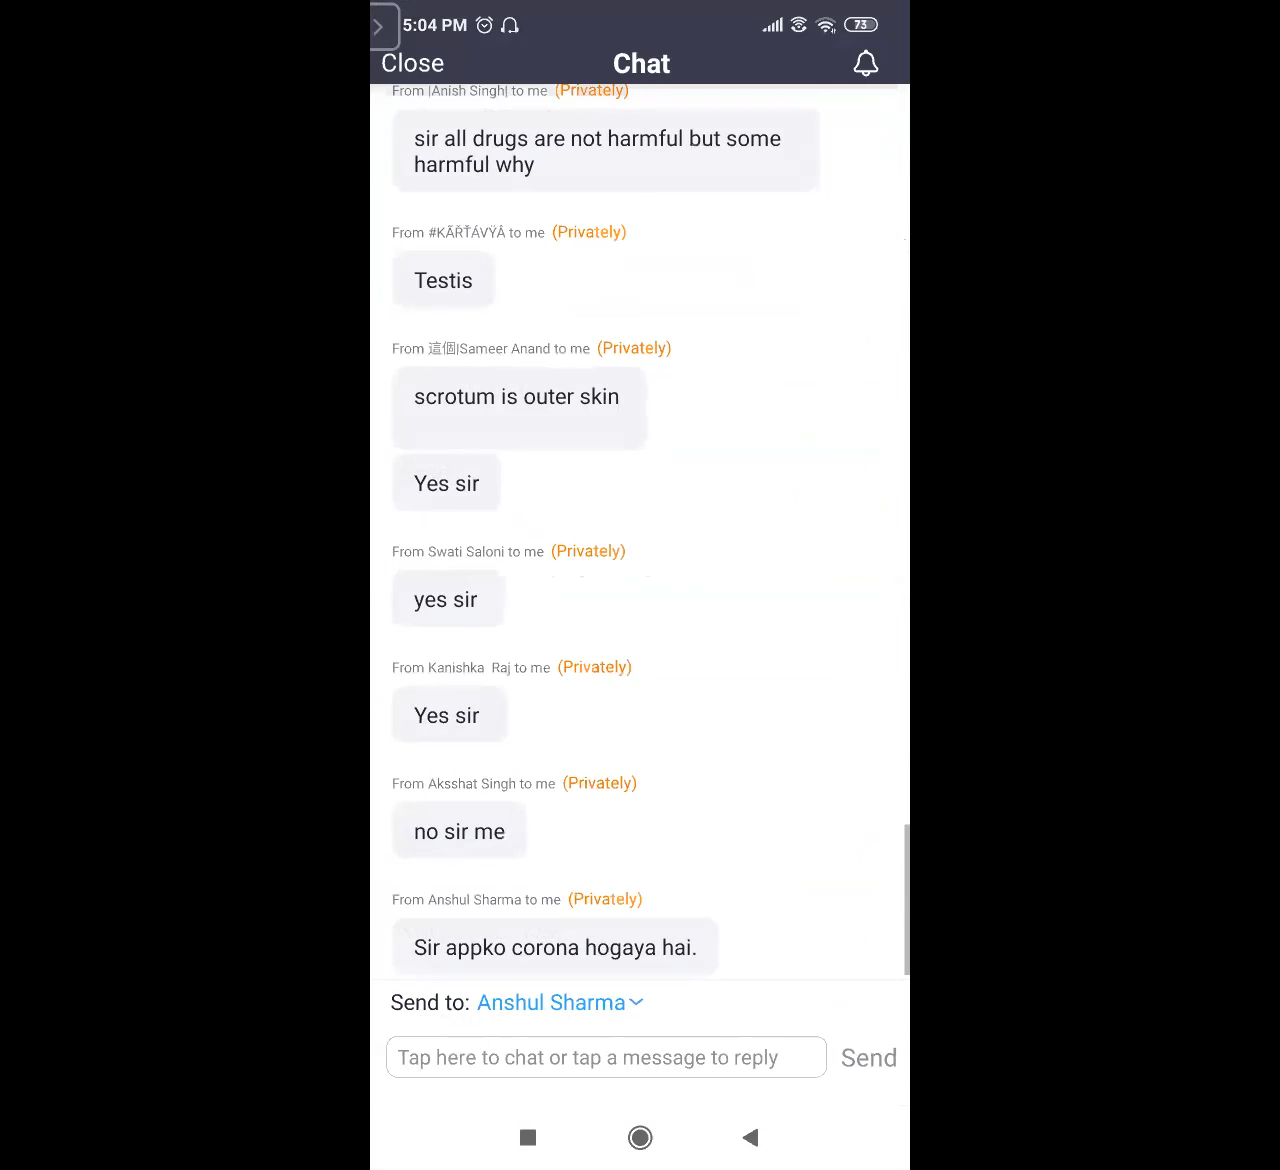 5:04 PM 73
Close Chat
From |Anish Singh| to me (Privately)
sir all drugs are not harmful but some
harmful why
From #KÃŘŤÁVŸÂ to me (Privately)
Testis
From 這個|Sameer Anand to me (Privately)
scrotum is outer skin
Yes sir
From Swati Saloni to me (Privately)
yes sir
From Kanishka Raj to me (Privately)
Yes sir
From Aksshat Singh to me (Privately)
no sir me
From Anshul Sharma to me (Privately)
Sir appko corona hogaya hai.
Send to: Anshul Sharma
Tap here to chat or tap a message to reply Send